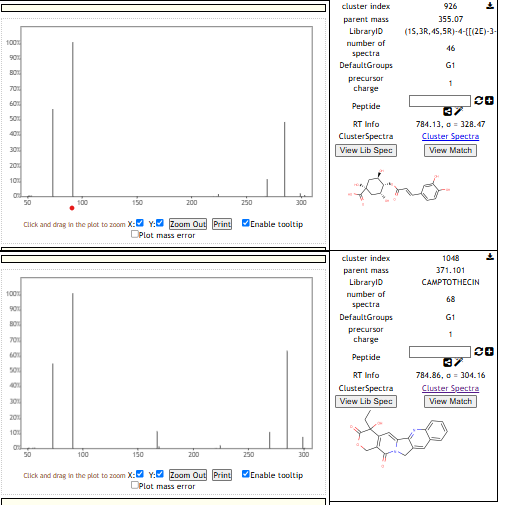 cluster index 926
parent mass 355.07
LibraryID (1S,3R,4S,5R)-4-[[(2E)-3-
number of spectra 46
DefaultGroups G1
precursor charge 1
Peptide
RT Info 784.13, σ = 328.47
ClusterSpectra Cluster Spectra
View Lib Spec View Match
100%
90%
80%
70%
60%
50%
40%
30%
20%
10%
0%
50 100 150 200 250 300
Click and drag in the plot to zoom X: Y: Zoom Out Print Enable tooltip
Plot mass error
cluster index 1048
parent mass 371.101
LibraryID CAMPTOTHECIN
number of spectra 68
DefaultGroups G1
precursor charge 1
Peptide
RT Info 784.86, σ = 304.16
ClusterSpectra Cluster Spectra
View Lib Spec View Match
100%
90%
80%
70%
60%
50%
40%
30%
20%
10%
0%
50 100 150 200 250 300
Click and drag in the plot to zoom X: Y: Zoom Out Print Enable tooltip
Plot mass error